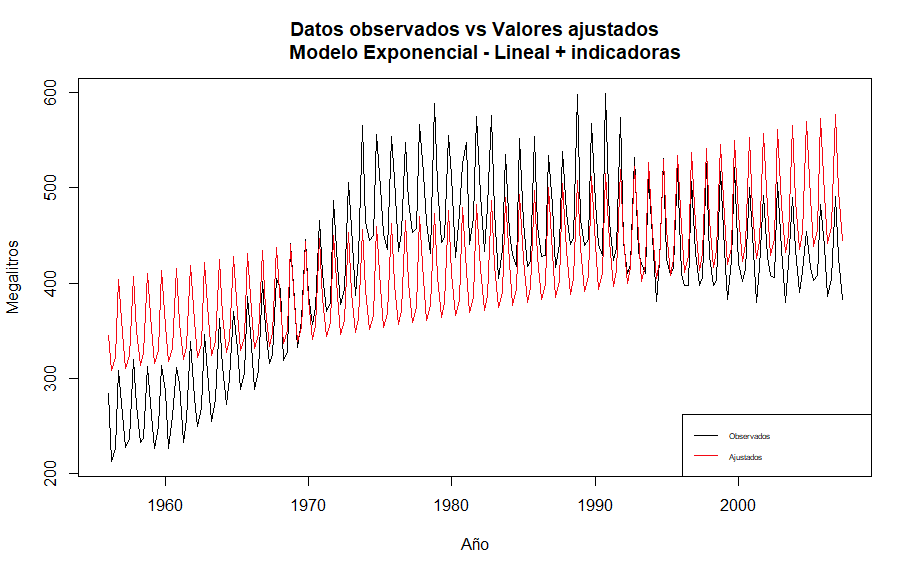 Datos observados vs Valores ajustados
Modelo Exponencial - Lineal + indicadoras
Megalitros
600
500
400
300
200
Observados
Ajustados
1960 1970 1980 1990 2000
Año